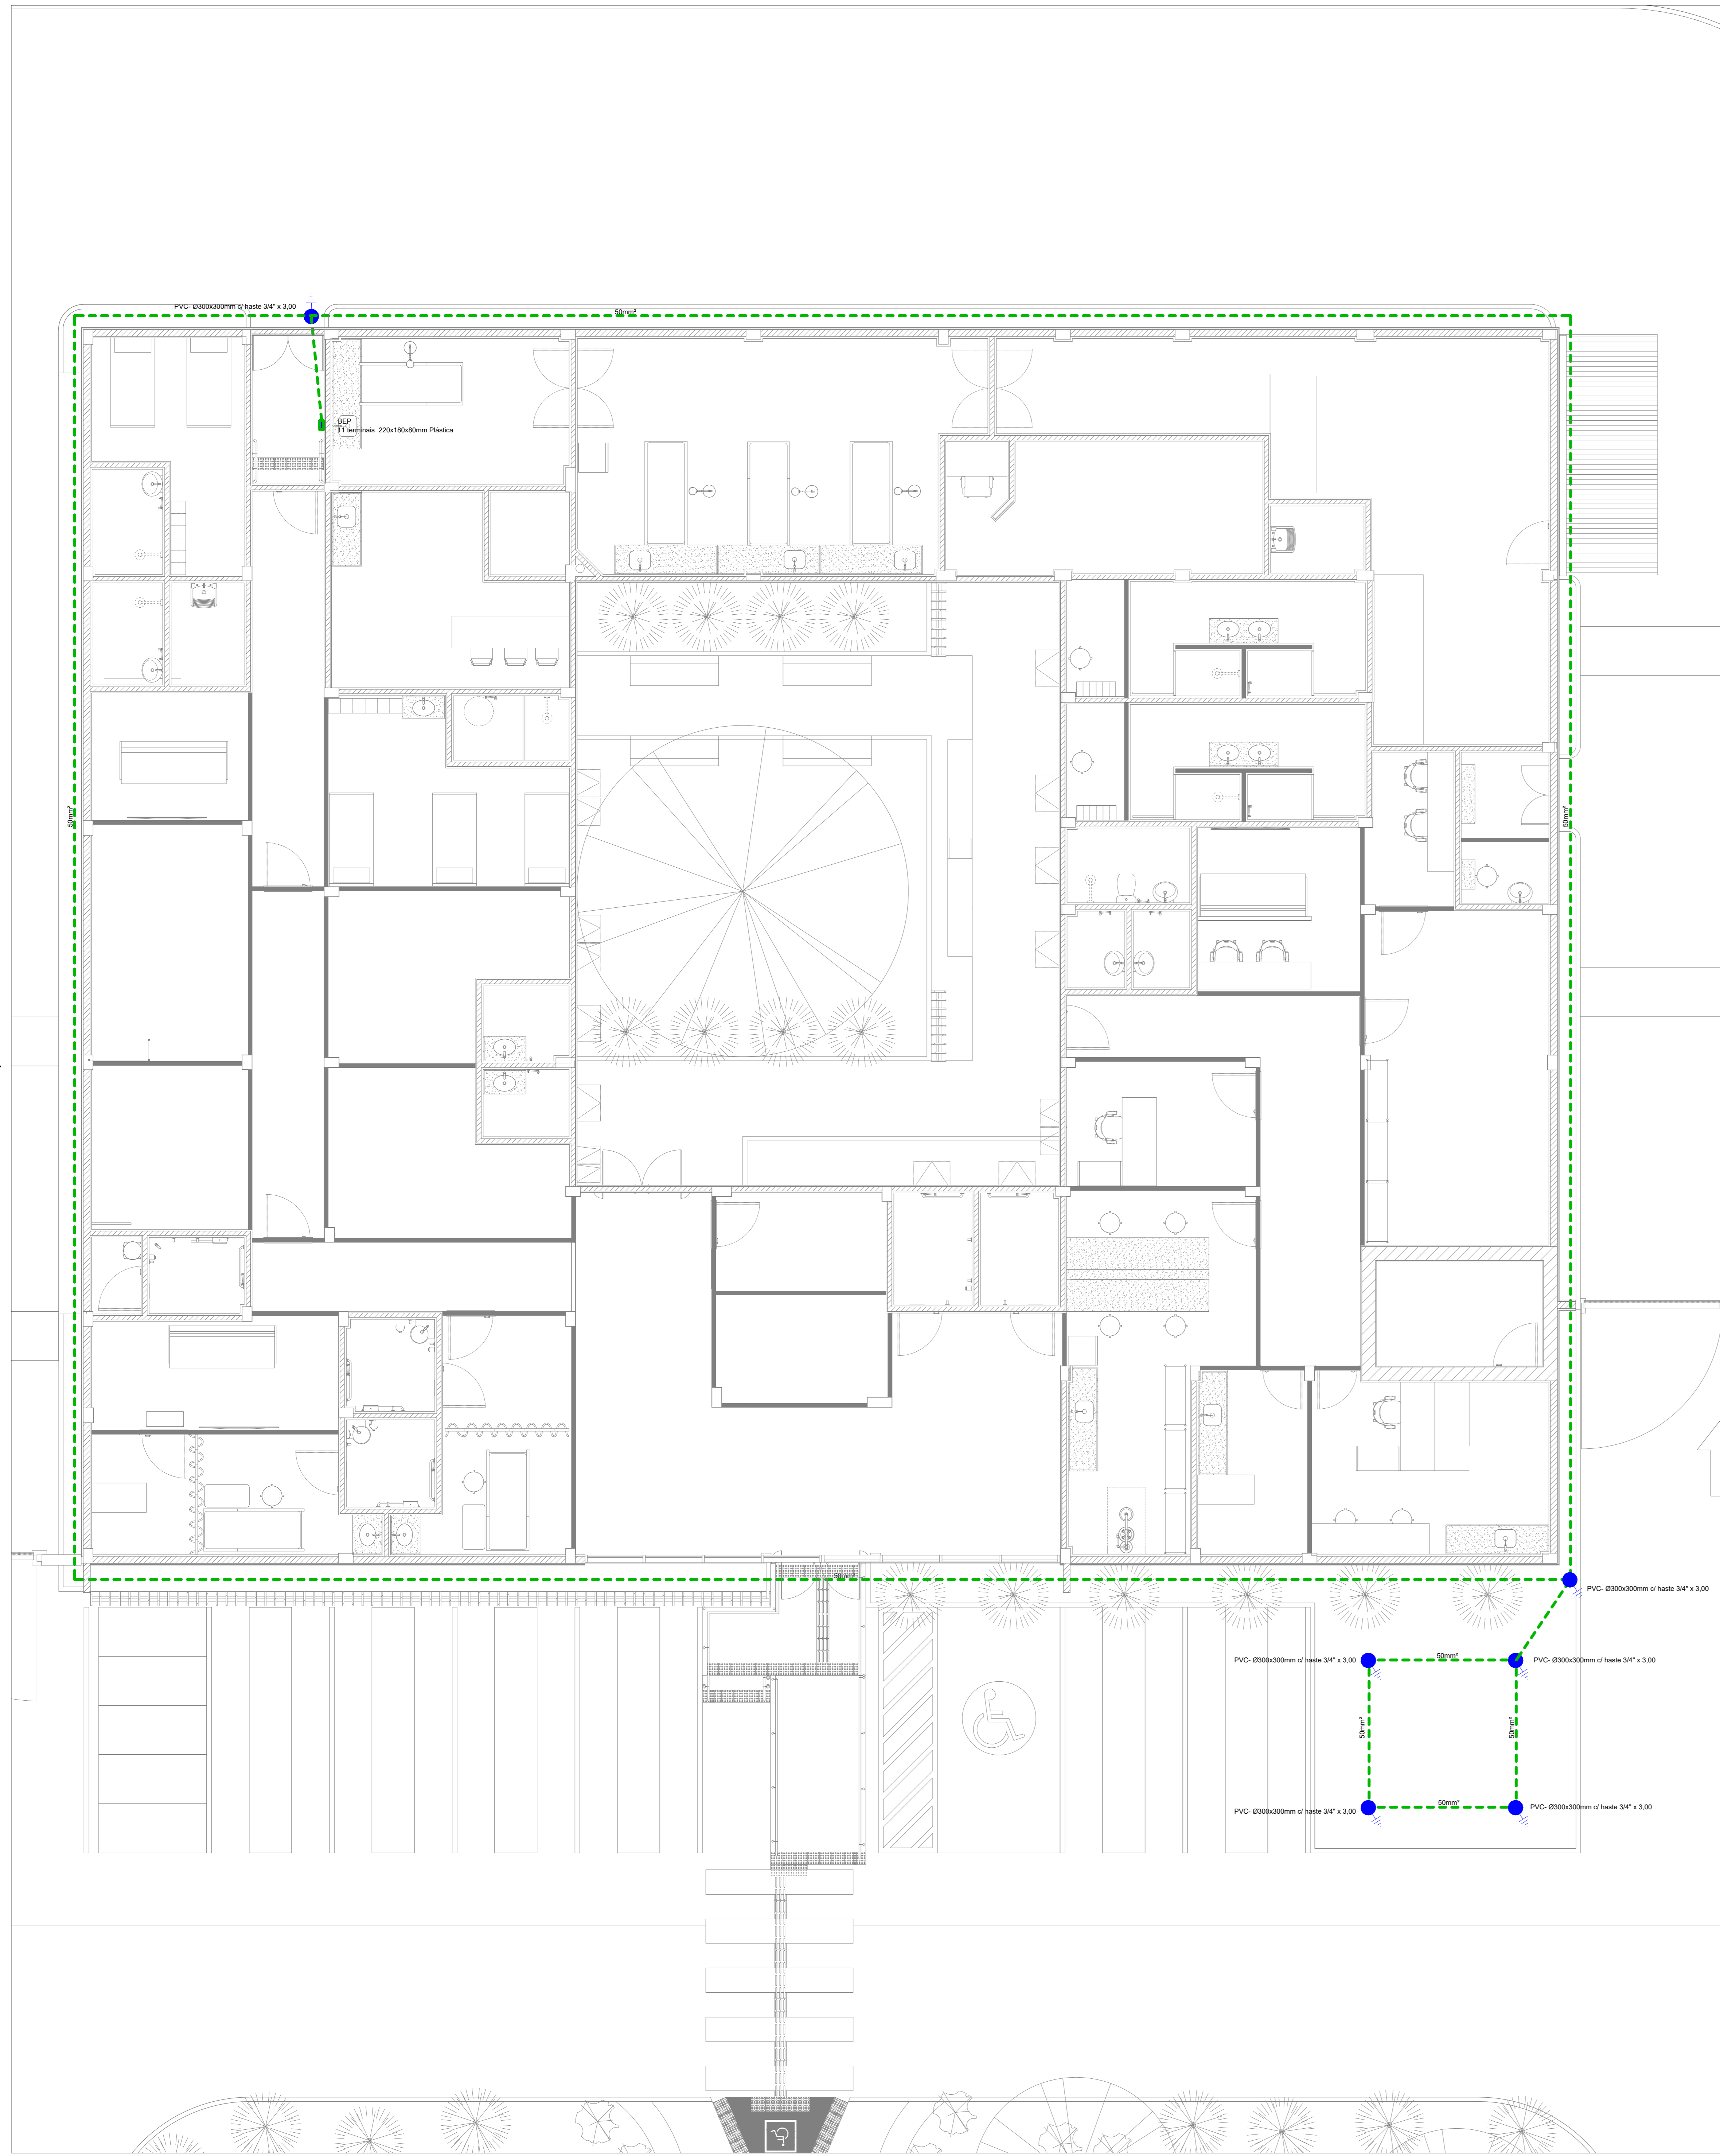 PVC- Ø300x300mm c/ haste 3/4" x 3,00
50mm²
BEP
11 terminais 220x180x80mm Plástica
50mm²
50mm²
50mm²
PVC- Ø300x300mm c/ haste 3/4" x 3,00
PVC- Ø300x300mm c/ haste 3/4" x 3,00
50mm²
PVC- Ø300x300mm c/ haste 3/4" x 3,00
50mm²
50mm²
PVC- Ø300x300mm c/ haste 3/4" x 3,00
50mm²
PVC- Ø300x300mm c/ haste 3/4" x 3,00